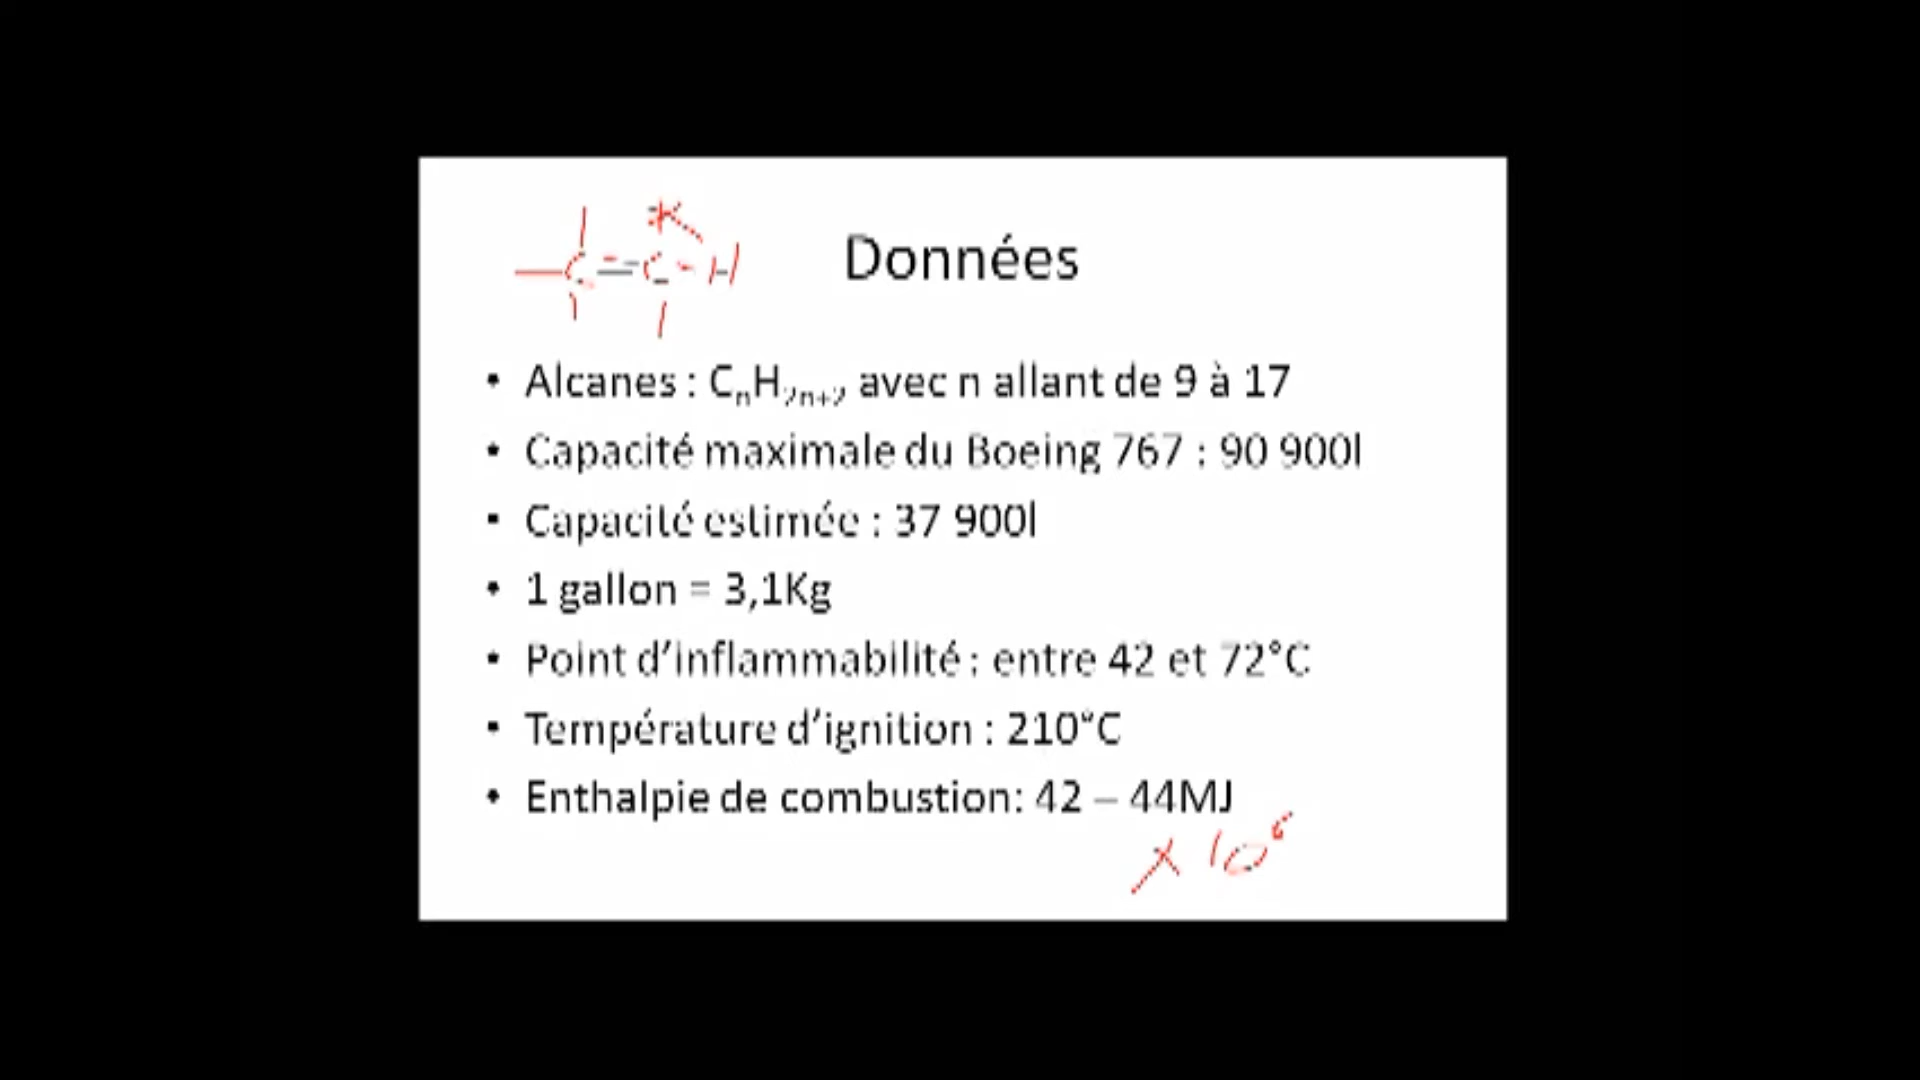 Données
C = C - H
• Alcanes : CₙH₂ₙ₊₂ avec n allant de 9 à 17
• Capacité maximale du Boeing 767 : 90 900l
• Capacité estimée : 37 900l
• 1 gallon = 3,1Kg
• Point d’inflammabilité : entre 42 et 72°C
• Température d’ignition : 210°C
• Enthalpie de combustion: 42 – 44MJ
x 10⁶